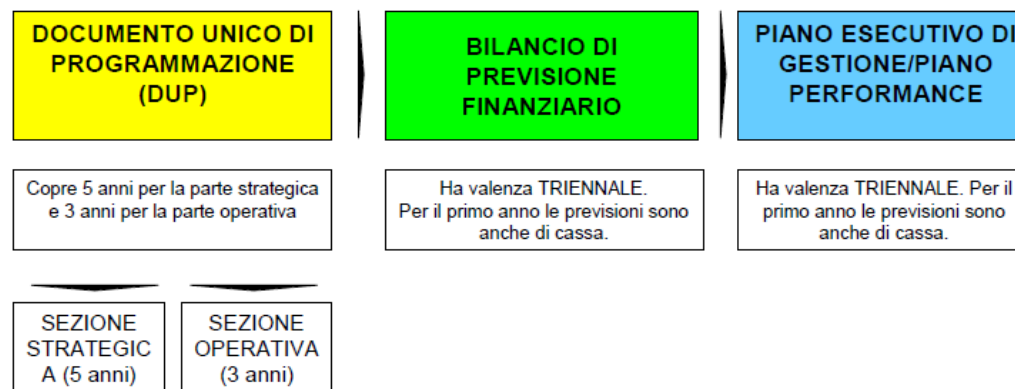 DOCUMENTO UNICO DI
PROGRAMMAZIONE
(DUP)
BILANCIO DI
PREVISIONE
FINANZIARIO
PIANO ESECUTIVO DI
GESTIONE/PIANO
PERFORMANCE
Copre 5 anni per la parte strategica
e 3 anni per la parte operativa
Ha valenza TRIENNALE.
Per il primo anno le previsioni sono
anche di cassa.
Ha valenza TRIENNALE. Per il
primo anno le previsioni sono
anche di cassa.
SEZIONE
STRATEGIC
A (5 anni)
SEZIONE
OPERATIVA
(3 anni)